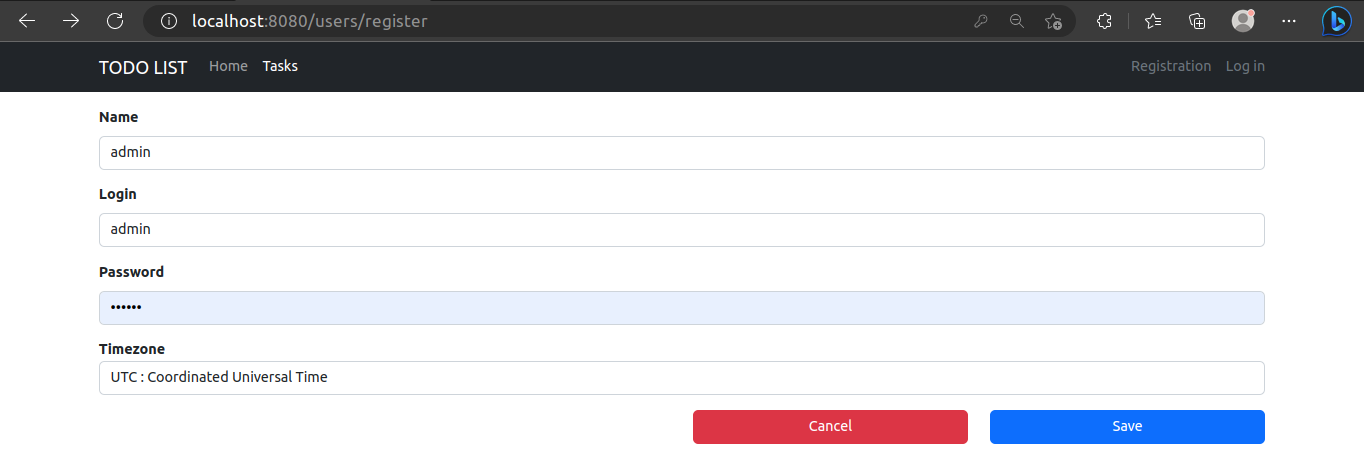 localhost:8080/users/register
TODO LIST Home Tasks Registration Log in
Name
admin
Login
admin
Password
••••••
Timezone
UTC : Coordinated Universal Time
Cancel Save